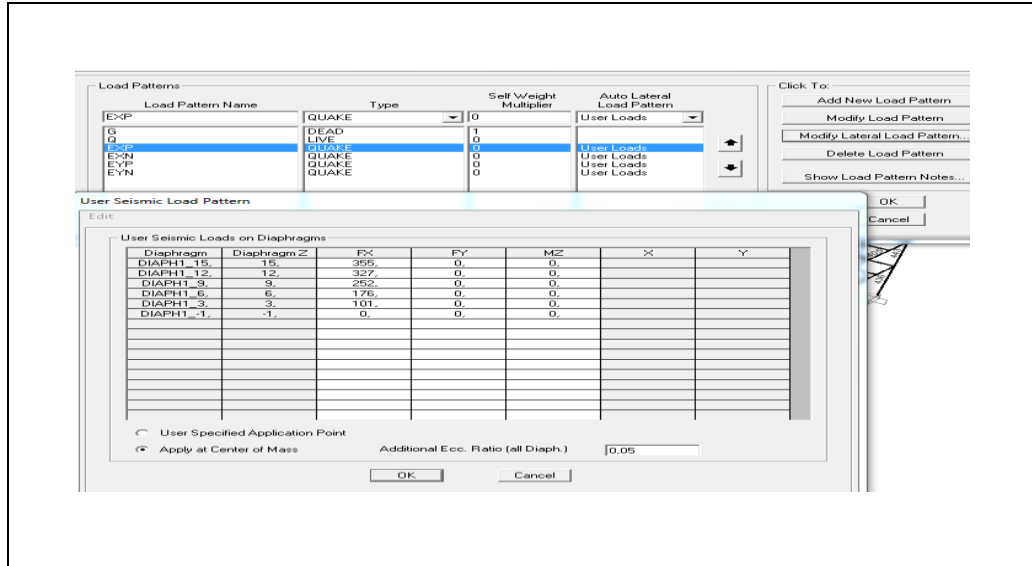 Load Patterns
Load Pattern Name Type Self Weight Multiplier Auto Lateral Load Pattern
EXP QUAKE 0 User Loads
G DEAD 1
Q LIVE 0
EXP QUAKE 0 User Loads
EXN QUAKE 0 User Loads
EYP QUAKE 0 User Loads
EYN QUAKE 0 User Loads
Click To:
Add New Load Pattern
Modify Load Pattern
Modify Lateral Load Pattern...
Delete Load Pattern
Show Load Pattern Notes...
OK
Cancel
User Seismic Load Pattern
Edit
User Seismic Loads on Diaphragms
Diaphragm Diaphragm Z FX FY MZ X Y
DIAPH1_15, 15, 355, 0, 0,
DIAPH1_12, 12, 327, 0, 0,
DIAPH1_9, 9, 252, 0, 0,
DIAPH1_6, 6, 176, 0, 0,
DIAPH1_3, 3, 101, 0, 0,
DIAPH1_-1, -1, 0, 0, 0,
User Specified Application Point
Apply at Center of Mass Additional Ecc. Ratio (all Diaph.) 0,05
OK Cancel